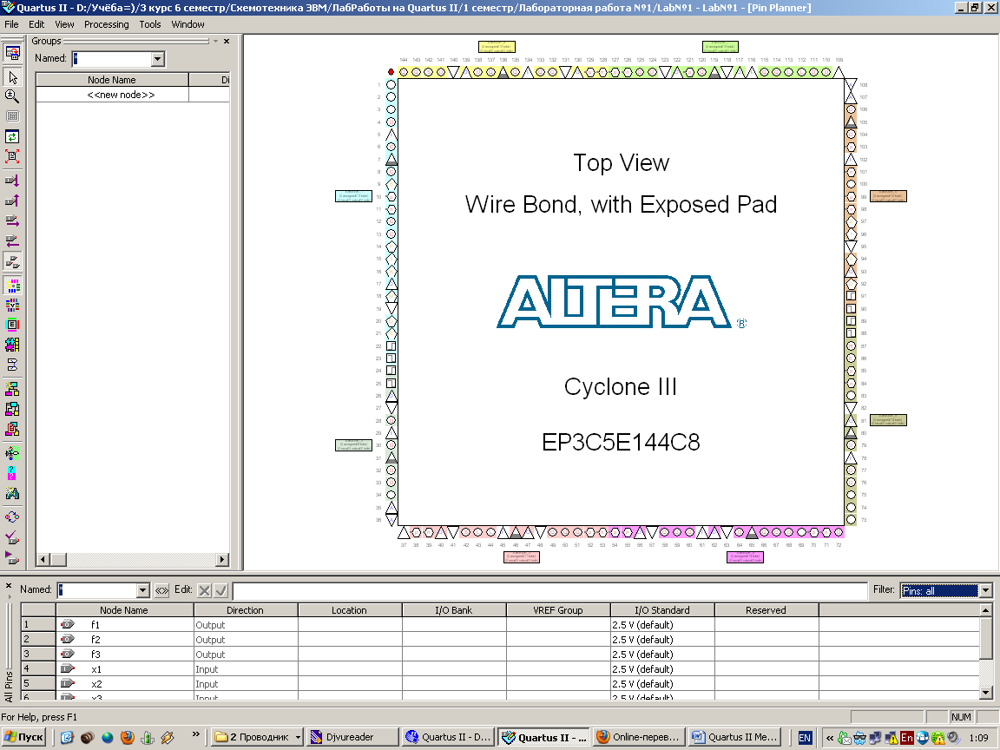 Quartus II - D:/Учёба=)/3 курс 6 семестр/Схемотехника ЭВМ/ЛабРаботы на Quartus II/1 семестр/Лабораторная работа №1/Lab№1 - Lab№1 - [Pin Planner]
File Edit View Processing Tools Window
Groups
Named: *
Node Name Di
<<new node>>
144 143 142 141 140 139 138 137 136 135 134 133 132 131 130 129 128 127 126 125 124 123 122 121 120 119 118 117 116 115 114 113 112 111 110 109
1 2 3 4 5 6 7 8 9 10 11 12 13 14 15 16 17 18 19 20 21 22 23 24 25 26 27 28 29 30 31 32 33 34 35 36
108 107 106 105 104 103 102 101 100 99 98 97 96 95 94 93 92 91 90 89 88 87 86 85 84 83 82 81 80 79 78 77 76 75 74 73
Top View
Wire Bond, with Exposed Pad
ALTERA ®
Cyclone III
EP3C5E144C8
37 38 39 40 41 42 43 44 45 46 47 48 49 50 51 52 53 54 55 56 57 58 59 60 61 62 63 64 65 66 67 68 69 70 71 72
Named: * <<>> Edit: Filter: Pins: all
Node Name Direction Location I/O Bank VREF Group I/O Standard Reserved
1 f1 Output 2.5 V (default)
2 f2 Output 2.5 V (default)
3 f3 Output 2.5 V (default)
4 x1 Input 2.5 V (default)
5 x2 Input 2.5 V (default)
6 x3 Input 2.5 V (default)
All Pins
For Help, press F1
NUM
Пуск » 2 Проводник Djvureader Quartus II - D... Quartus II - ... Online-перев... Quartus II Me... EN « En 1:09